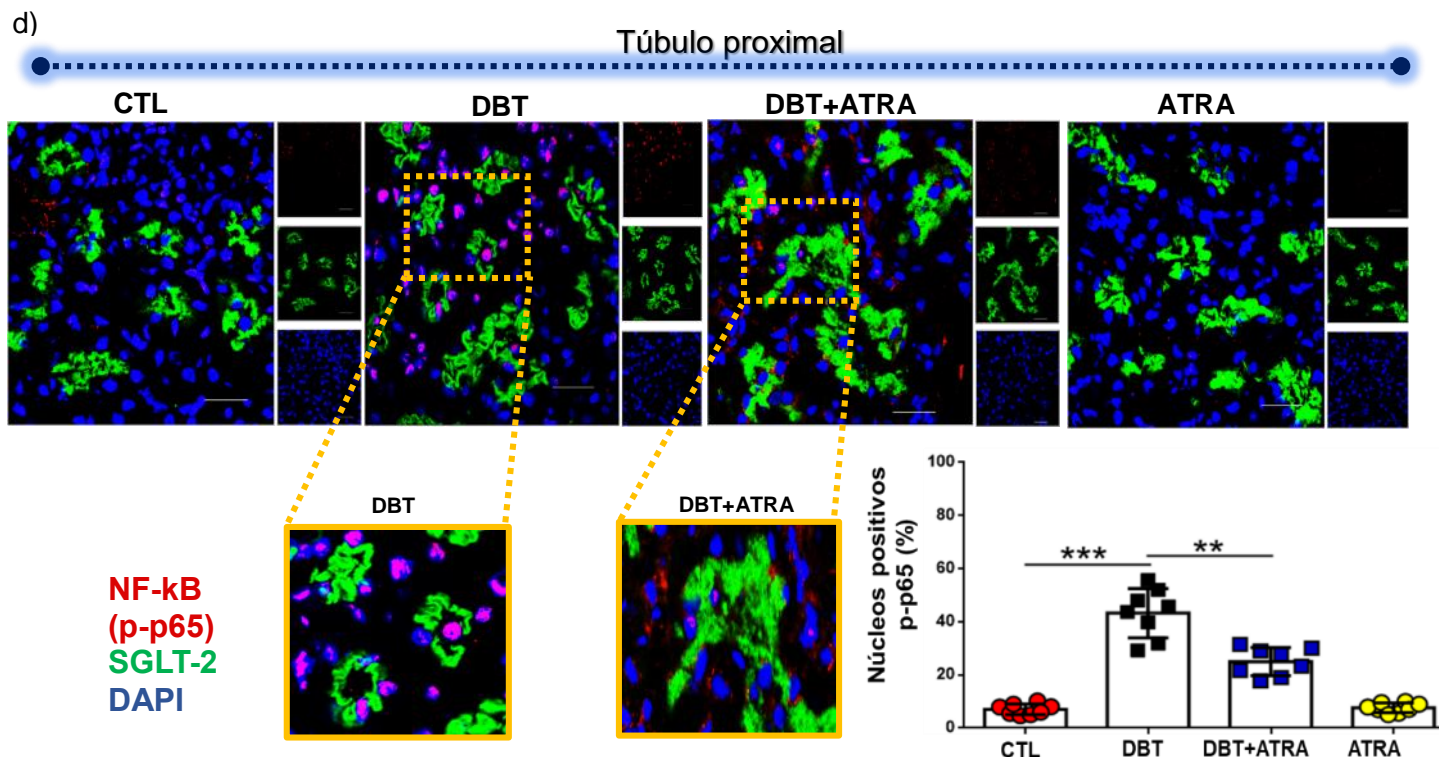 d)
Túbulo proximal
CTL
DBT
DBT+ATRA
ATRA
DBT
DBT+ATRA
NF-kB
(p-p65)
SGLT-2
DAPI
Núcleos positivos
p-p65 (%)
100
80
60
40
20
0
***
**
CTL
DBT
DBT+ATRA
ATRA